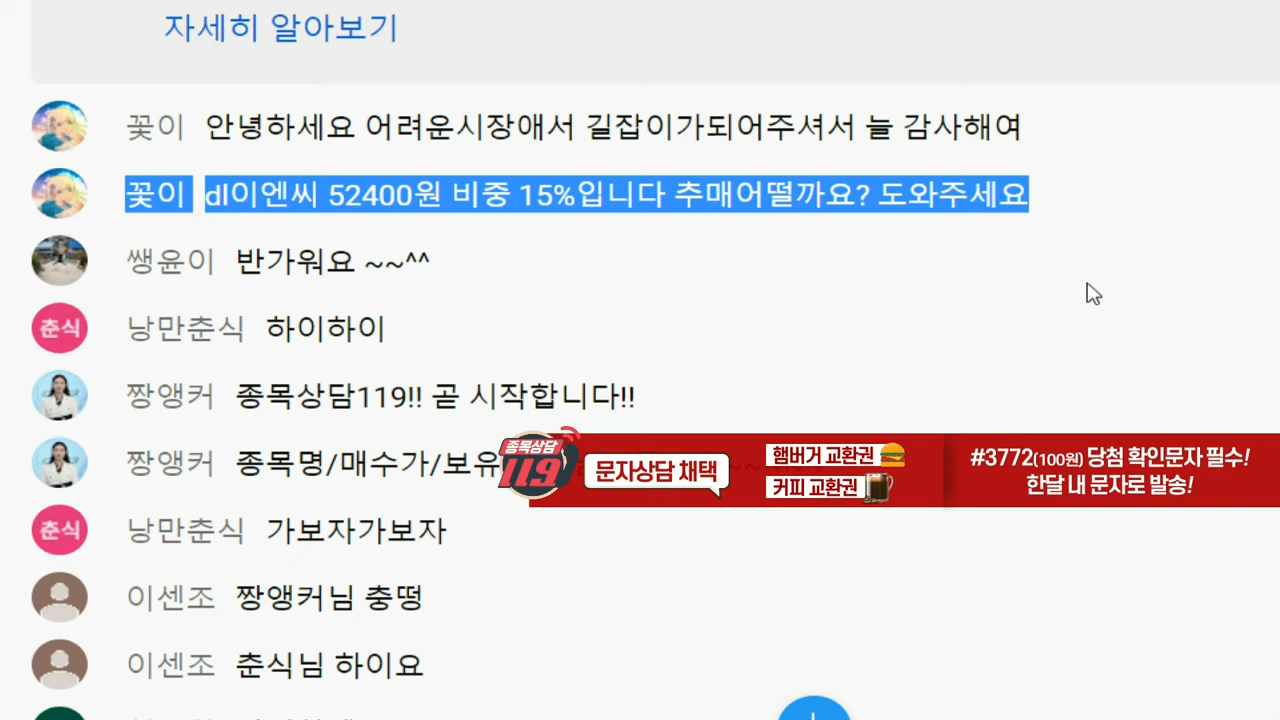 자세히 알아보기
꽃이 안녕하세요 어려운시장애서 길잡이가되어주셔서 늘 감사해여
꽃이 dl이엔씨 52400원 비중 15%입니다 추매어떨까요? 도와주세요
쌩윤이 반가워요 ~~^^
춘식 낭만춘식 하이하이
짱앵커 종목상담119!! 곧 시작합니다!!
짱앵커 종목명/매수가/보유
종목상담 119
문자상담 채택
햄버거 교환권
커피 교환권
#3772(100원) 당첨 확인문자 필수!
한달 내 문자로 발송!
춘식 낭만춘식 가보자가보자
이센조 짱앵커님 충떵
이센조 춘식님 하이요